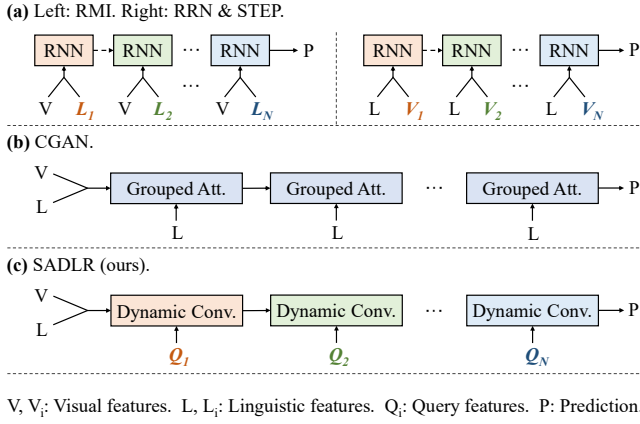 (a) Left: RMI. Right: RRN & STEP.
RNN RNN ... RNN P
V L1 V L2 ... V LN
RNN RNN ... RNN P
L V1 L V2 ... L VN
(b) CGAN.
V
L
Grouped Att. Grouped Att. ... Grouped Att. P
L L L
(c) SADLR (ours).
V
L
Dynamic Conv. Dynamic Conv. ... Dynamic Conv. P
Q1 Q2 QN
V, Vi: Visual features. L, Li: Linguistic features. Qi: Query features. P: Prediction.